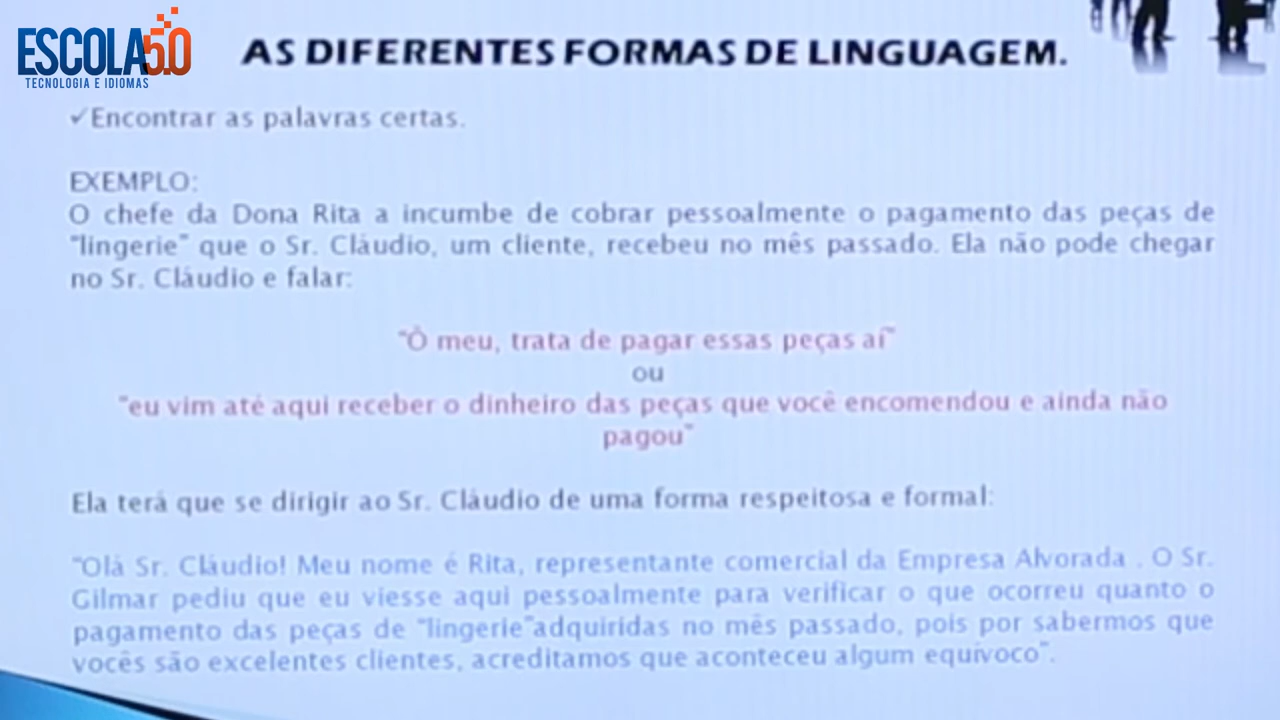 ESCOLA 5.0
TECNOLOGIA E IDIOMAS
AS DIFERENTES FORMAS DE LINGUAGEM.
✓Encontrar as palavras certas.
EXEMPLO:
O chefe da Dona Rita a incumbe de cobrar pessoalmente o pagamento das peças de
"lingerie" que o Sr. Cláudio, um cliente, recebeu no mês passado. Ela não pode chegar
no Sr. Cláudio e falar:
"Ô meu, trata de pagar essas peças aí"
ou
"eu vim até aqui receber o dinheiro das peças que você encomendou e ainda não
pagou"
Ela terá que se dirigir ao Sr. Cláudio de uma forma respeitosa e formal:
"Olá Sr. Cláudio! Meu nome é Rita, representante comercial da Empresa Alvorada . O Sr.
Gilmar pediu que eu viesse aqui pessoalmente para verificar o que ocorreu quanto o
pagamento das peças de "lingerie"adquiridas no mês passado, pois por sabermos que
vocês são excelentes clientes, acreditamos que aconteceu algum equívoco".